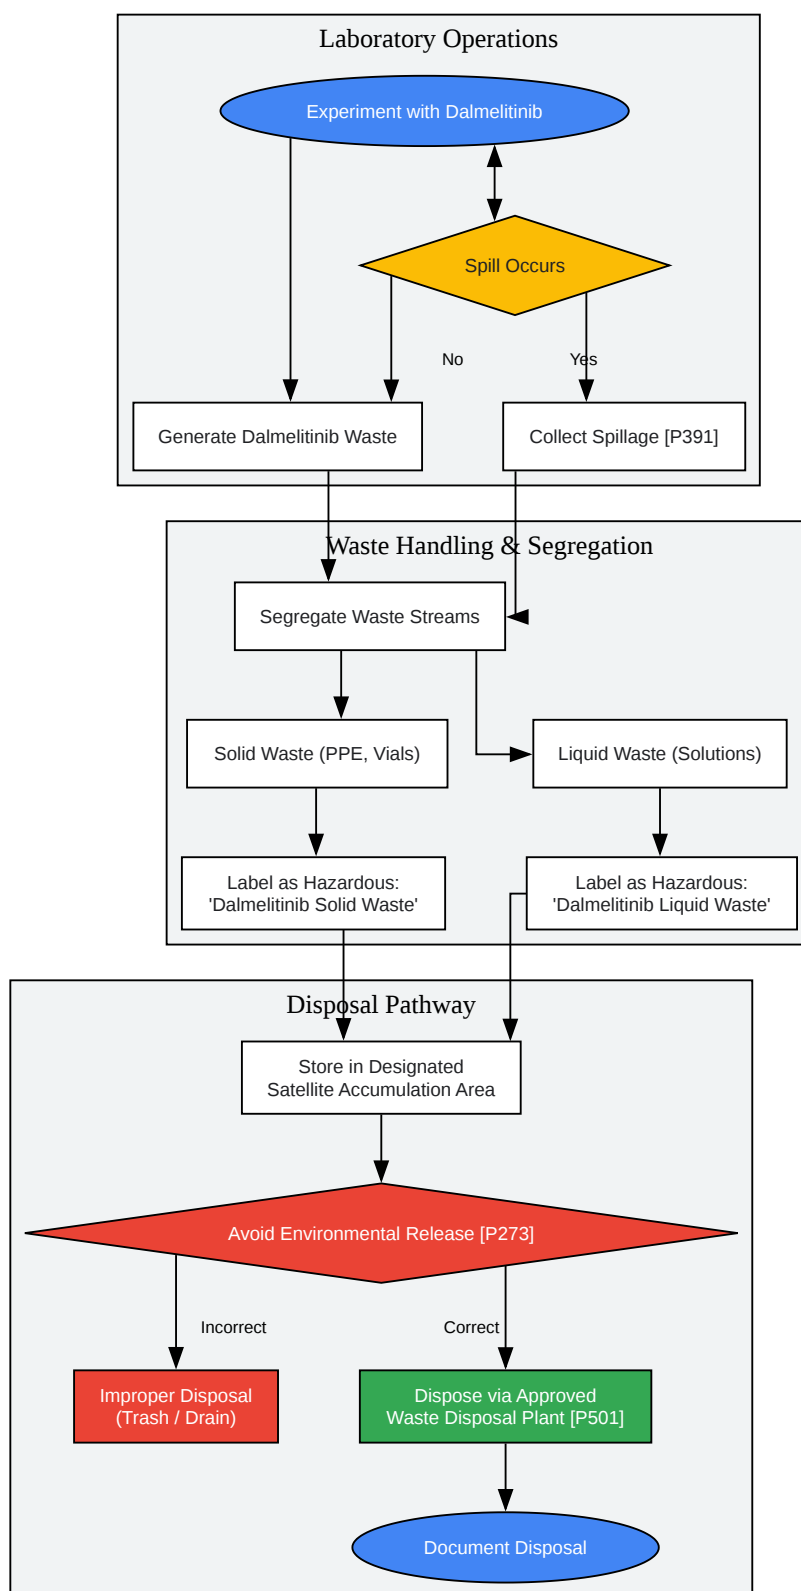 Laboratory Operations
Experiment with Dalmelitinib
Spill Occurs
No
Yes
Generate Dalmelitinib Waste
Collect Spillage [P391]
Waste Handling & Segregation
Segregate Waste Streams
Solid Waste (PPE, Vials)
Liquid Waste (Solutions)
Label as Hazardous:
'Dalmelitinib Solid Waste'
Label as Hazardous:
'Dalmelitinib Liquid Waste'
Disposal Pathway
Store in Designated
Satellite Accumulation Area
Avoid Environmental Release [P273]
Incorrect
Correct
Improper Disposal
(Trash / Drain)
Dispose via Approved
Waste Disposal Plant [P501]
Document Disposal